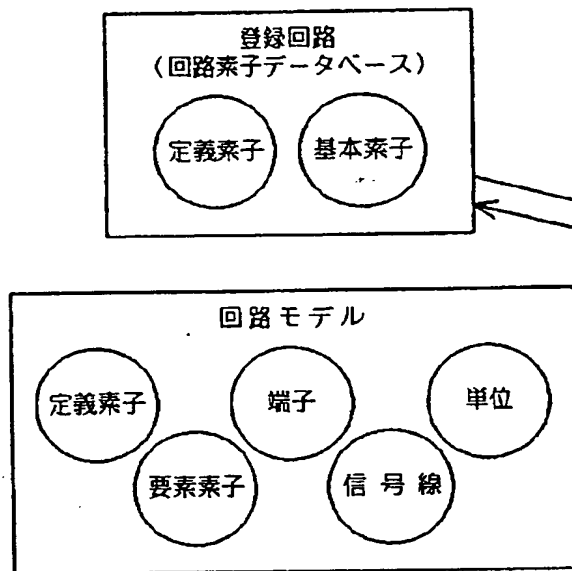 登録回路
(回路素子データベース)
定義素子
基本素子
回路モデル
定義素子
端子
単位
要素素子
信号線